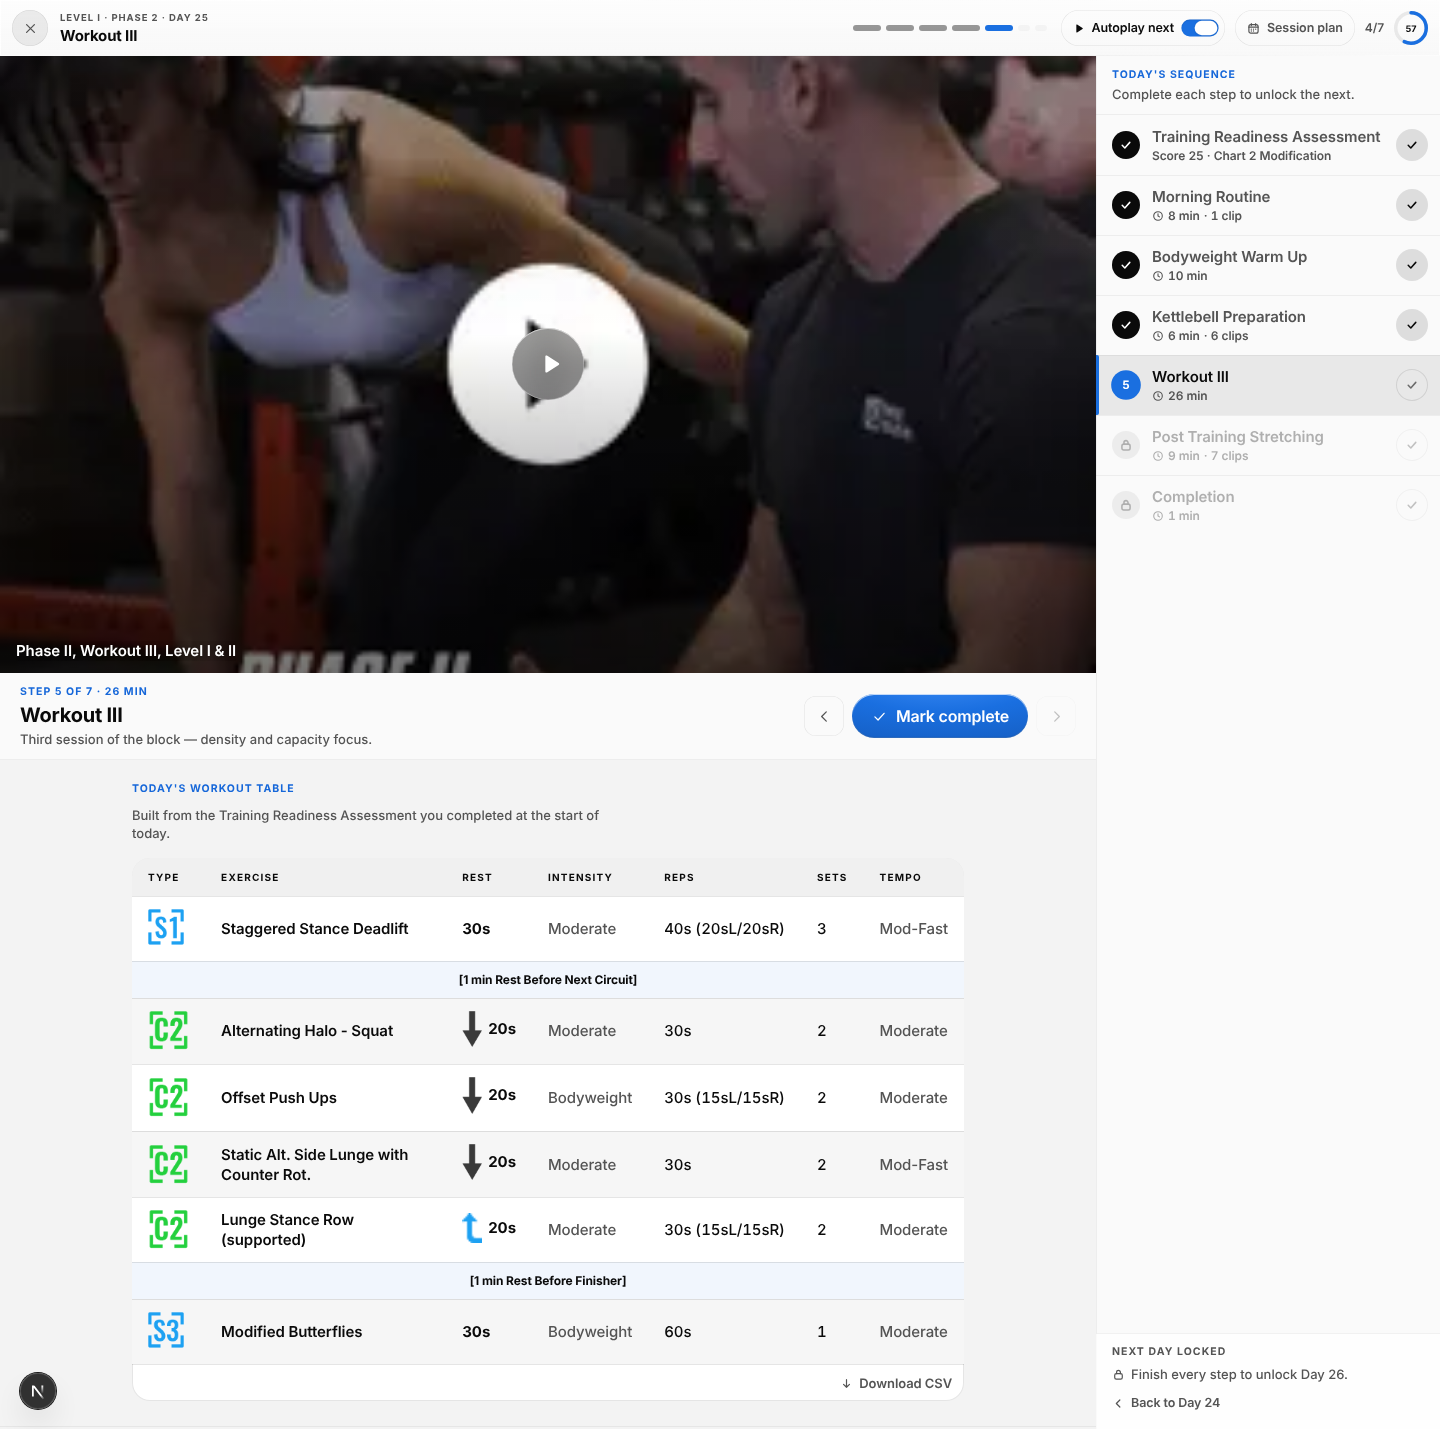 LEVEL I · PHASE 2 · DAY 25
Workout III
Autoplay next
Session plan
4/7
57
Phase II, Workout III, Level I & II
PHASE II
STEP 5 OF 7 · 26 MIN
Workout III
Third session of the block — density and capacity focus.
Mark complete
TODAY'S WORKOUT TABLE
Built from the Training Readiness Assessment you completed at the start of
today.
TYPE EXERCISE REST INTENSITY REPS SETS TEMPO
S1 Staggered Stance Deadlift 30s Moderate 40s (20sL/20sR) 3 Mod-Fast
[1 min Rest Before Next Circuit]
C2 Alternating Halo - Squat 20s Moderate 30s 2 Moderate
C2 Offset Push Ups 20s Bodyweight 30s (15sL/15sR) 2 Moderate
C2 Static Alt. Side Lunge with
Counter Rot. 20s Moderate 30s 2 Mod-Fast
C2 Lunge Stance Row
(supported) 20s Moderate 30s (15sL/15sR) 2 Moderate
[1 min Rest Before Finisher]
S3 Modified Butterflies 30s Bodyweight 60s 1 Moderate
Download CSV
N
TODAY'S SEQUENCE
Complete each step to unlock the next.
Training Readiness Assessment
Score 25 · Chart 2 Modification
Morning Routine
8 min · 1 clip
Bodyweight Warm Up
10 min
Kettlebell Preparation
6 min · 6 clips
5 Workout III
26 min
Post Training Stretching
9 min · 7 clips
Completion
1 min
NEXT DAY LOCKED
Finish every step to unlock Day 26.
Back to Day 24